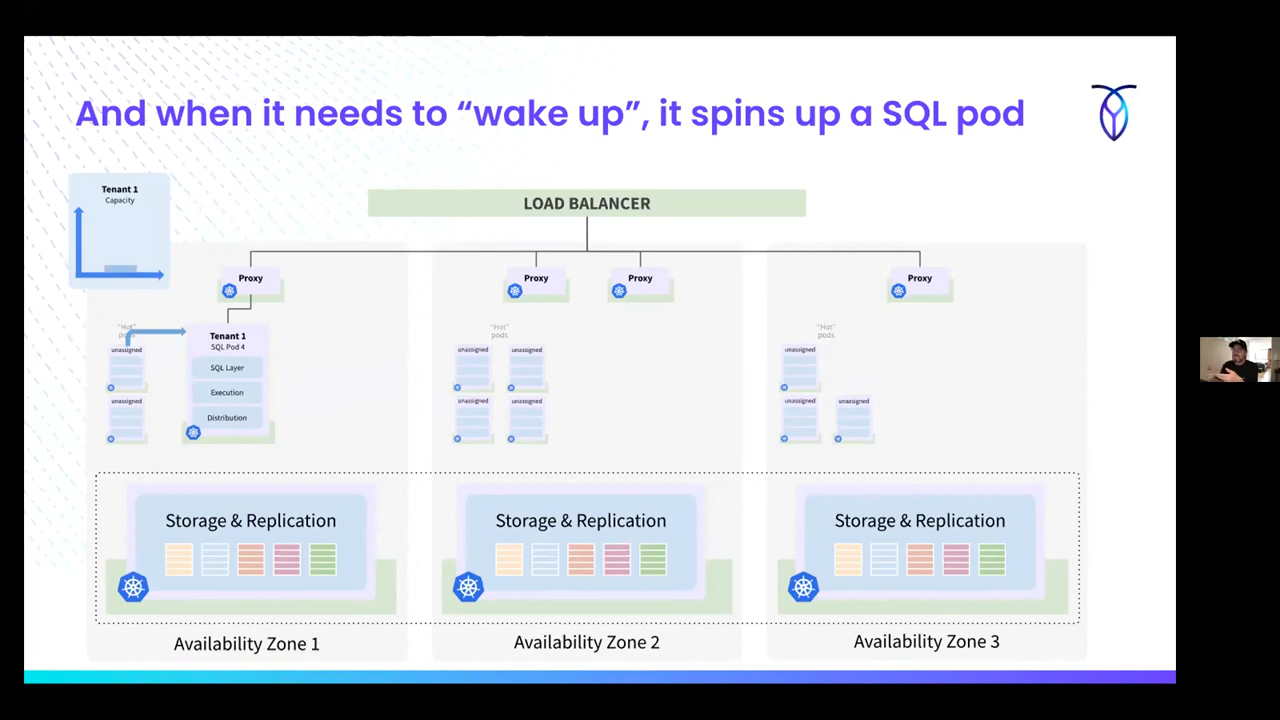 And when it needs to “wake up”, it spins up a SQL pod
Tenant 1
Capacity
LOAD BALANCER
Proxy
Proxy
Proxy
Proxy
"Hot"
pods
Tenant 1
SQL Pod 4
SQL Layer
Execution
Distribution
unassigned
unassigned
"Hot"
pods
unassigned
unassigned
unassigned
unassigned
"Hot"
pods
unassigned
unassigned
unassigned
Storage & Replication
Storage & Replication
Storage & Replication
Availability Zone 1
Availability Zone 2
Availability Zone 3